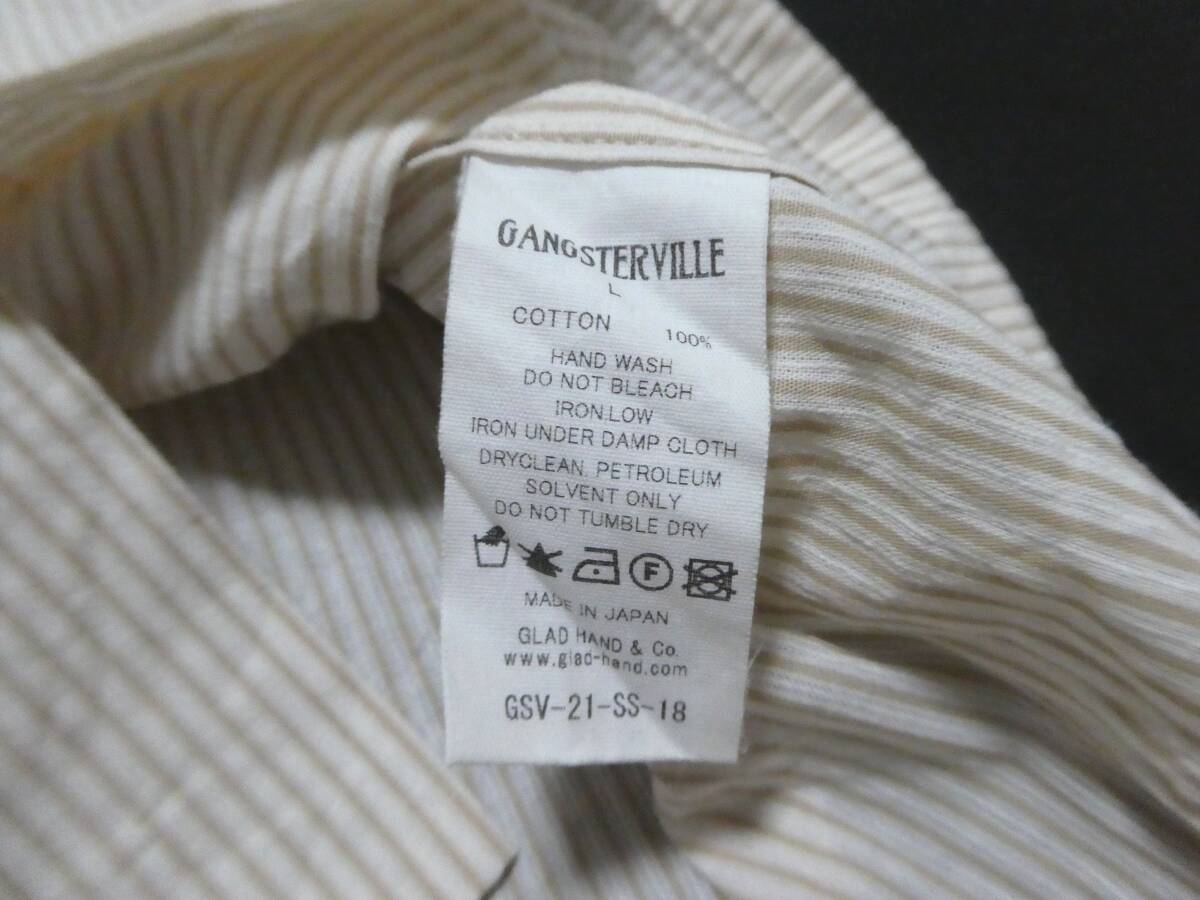 GANGSTERVILLE
L
COTTON 100%
HAND WASH
DO NOT BLEACH
IRON.LOW
IRON UNDER DAMP CLOTH
DRYCLEAN. PETROLEUM
SOLVENT ONLY
DO NOT TUMBLE DRY
F
MADE IN JAPAN
GLAD HAND & Co.
www.glad-hand.com
GSV-21-SS-18